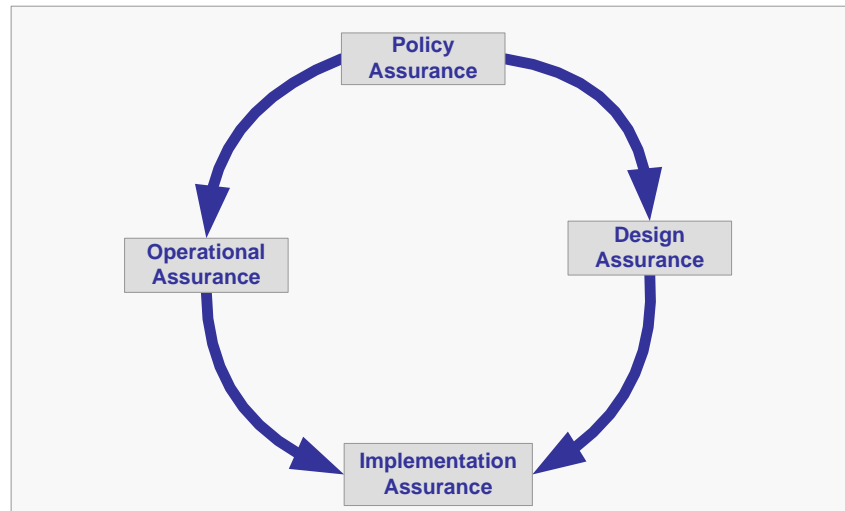 Policy
Assurance
Operational
Assurance
Design
Assurance
Implementation
Assurance